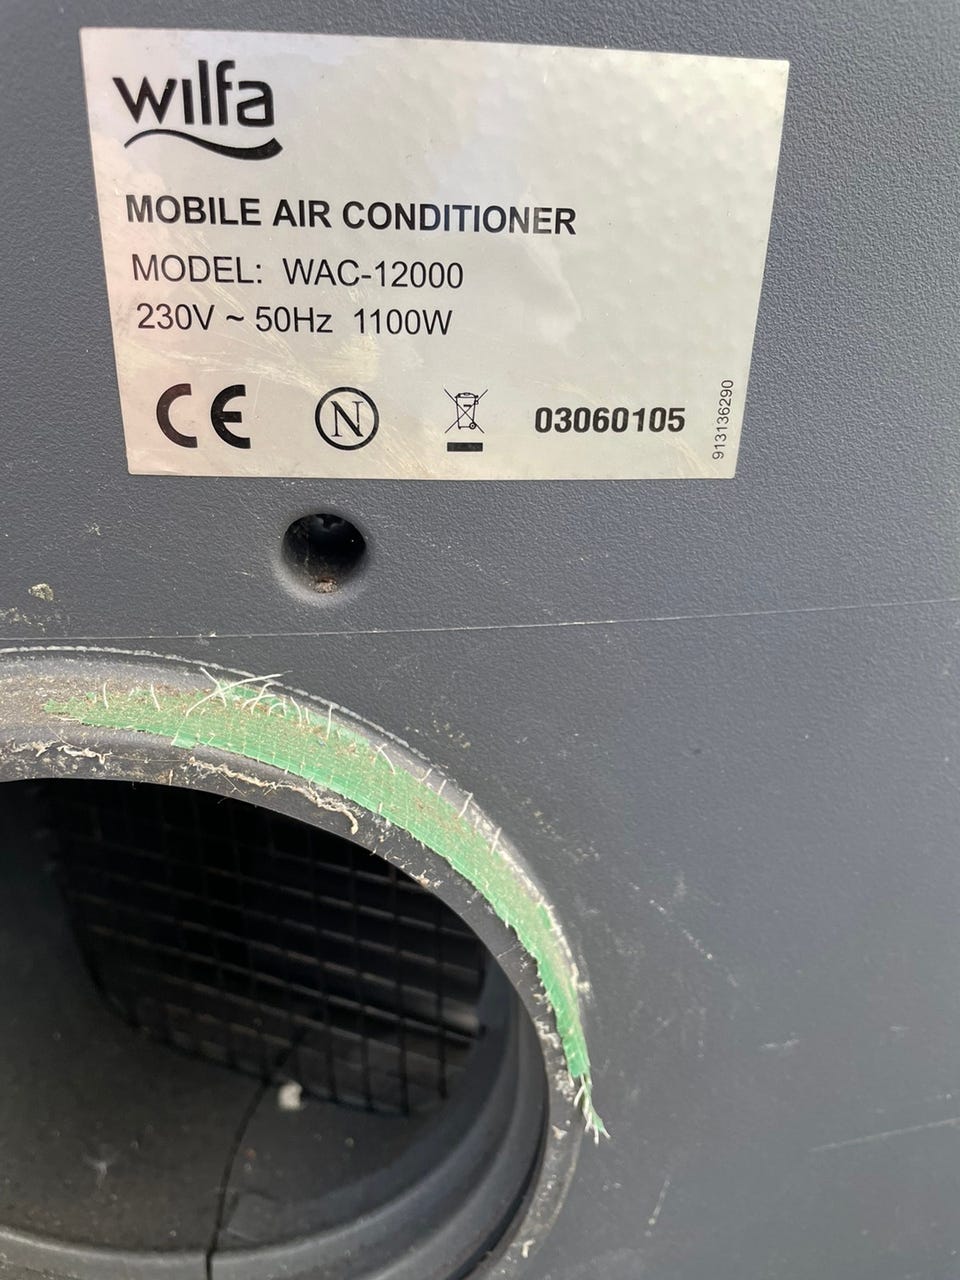 wilfa
MOBILE AIR CONDITIONER
MODEL: WAC-12000
230V ~ 50Hz 1100W
CE N 03060105
913136290